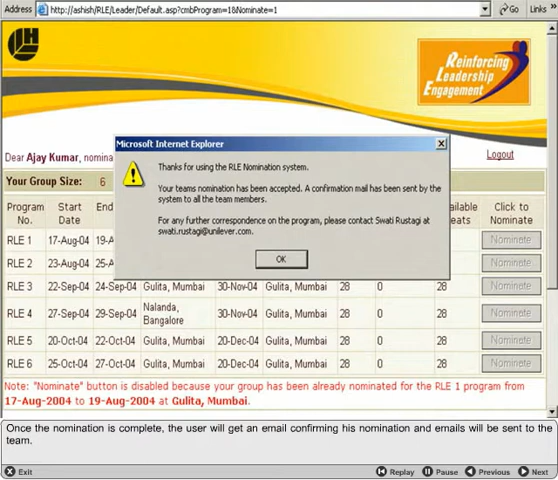 Address http://ashish/RLE/Leader/Default.asp?cmbProgram=1&Nominate=1 Go Links »
Reinforcing
Leadership
Engagement
Microsoft Internet Explorer
Thanks for using the RLE Nomination system.
Your teams nomination has been accepted. A confirmation mail has been sent by the
system to all the team members.
For any further correspondence on the program, please contact Swati Rustagi at
swati.rustagi@unilever.com.
OK
Dear Ajay Kumar, nomina
Logout
Your Group Size: 6
Program No. Start Date End ailable eats Click to Nominate
RLE 1 17-Aug-04 19-A Nominate
RLE 2 23-Aug-04 25-A Nominate
RLE 3 22-Sep-04 24-Sep-04 Gulita, Mumbai 30-Nov-04 Gulita, Mumbai 28 0 28 Nominate
RLE 4 27-Sep-04 29-Sep-04 Nalanda, Bangalore 30-Nov-04 Gulita, Mumbai 28 0 28 Nominate
RLE 5 20-Oct-04 22-Oct-04 Gulita, Mumbai 20-Dec-04 Gulita, Mumbai 28 0 28 Nominate
RLE 6 25-Oct-04 27-Oct-04 Gulita, Mumbai 20-Dec-04 Gulita, Mumbai 28 0 28 Nominate
Note: "Nominate" button is disabled because your group has been already nominated for the RLE 1 program from
17-Aug-2004 to 19-Aug-2004 at Gulita, Mumbai.
Once the nomination is complete, the user will get an email confirming his nomination and emails will be sent to the
team.
Exit Replay Pause Previous Next